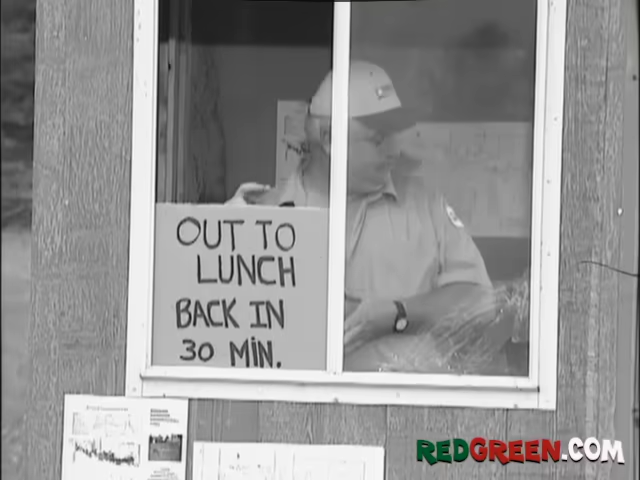 OUT TO
LUNCH
BACK IN
30 MIN.
REDGREEN.COM